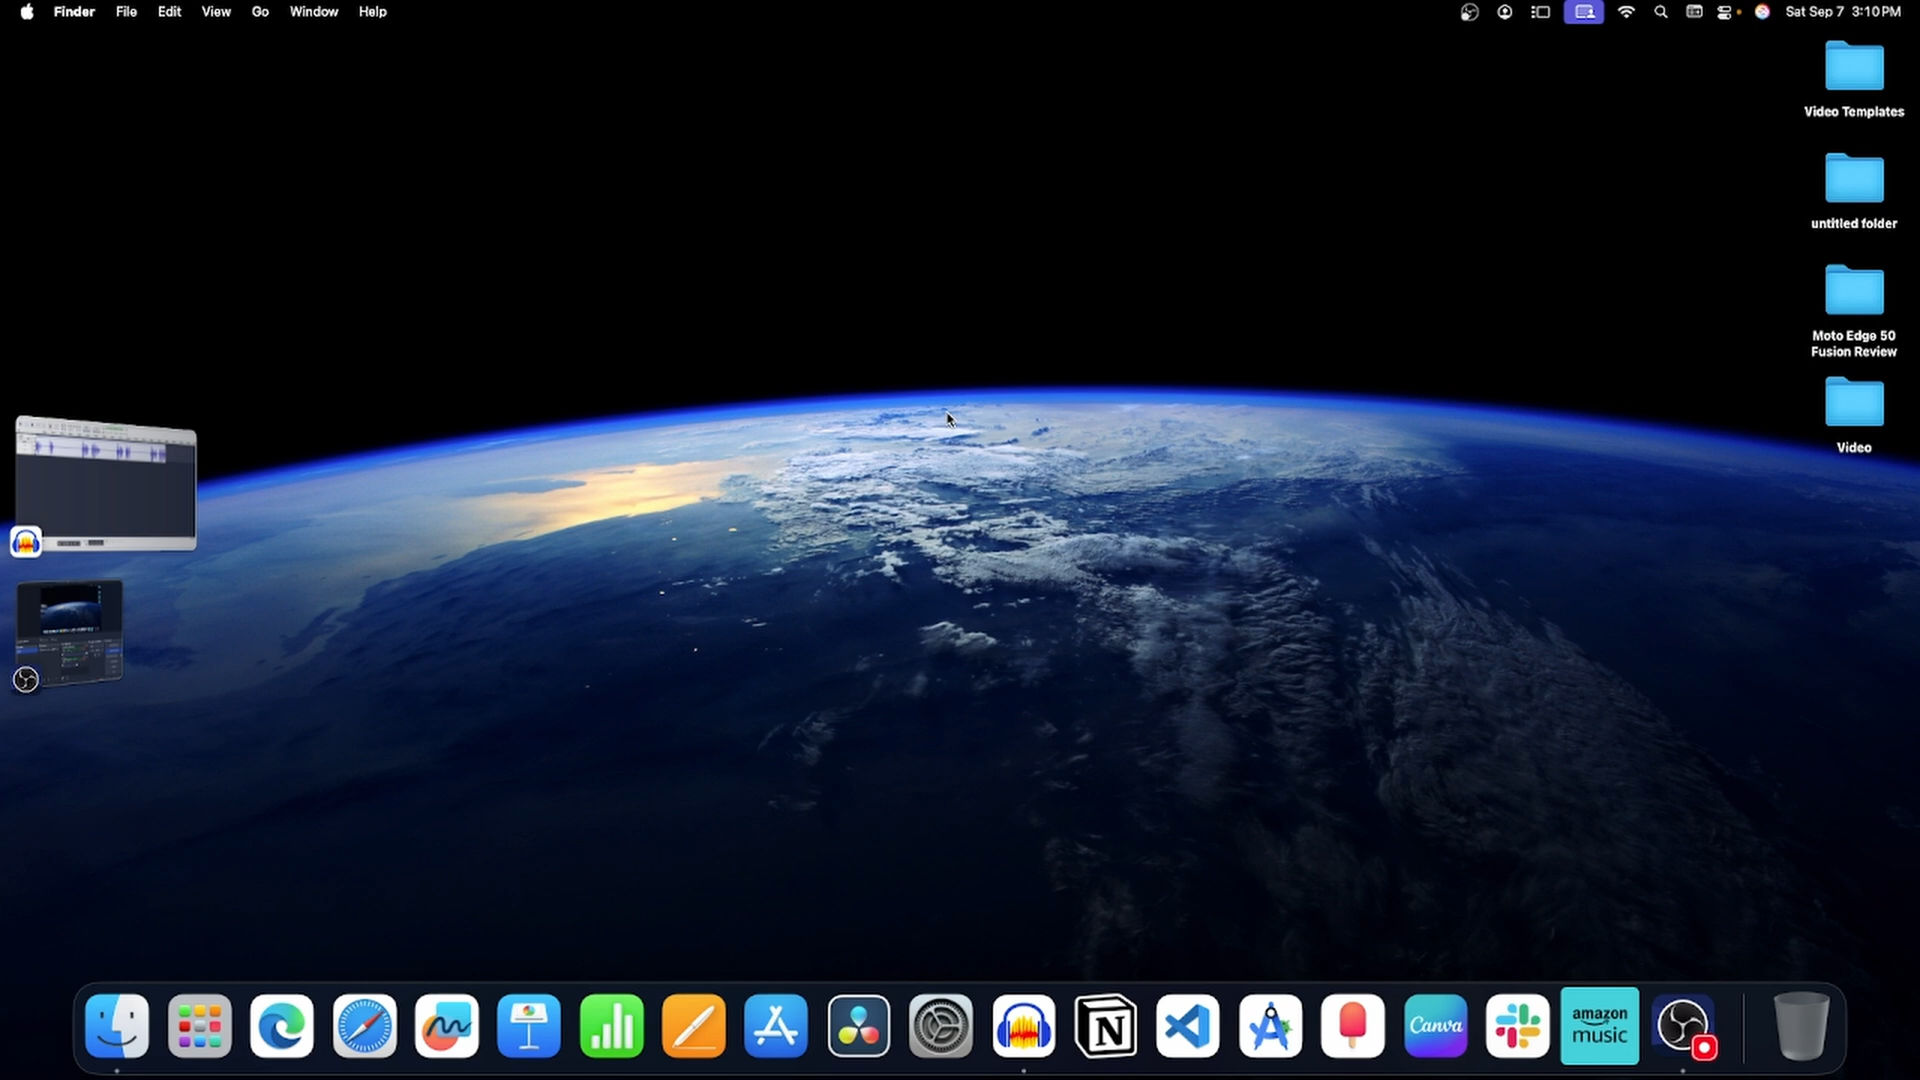 Finder File Edit View Go Window Help
Sat Sep 7 3:10 PM
Video Templates
untitled folder
Moto Edge 50
Fusion Review
Video
N
Canva
amazon
music